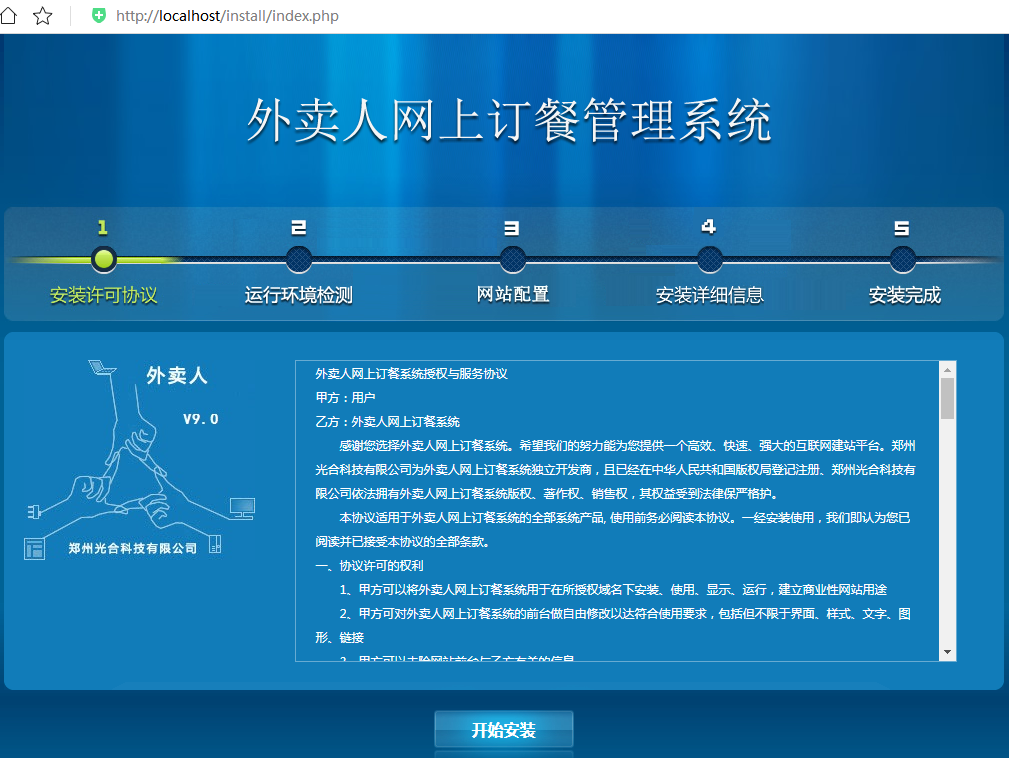 http://localhost/install/index.php
外卖人网上订餐管理系统
1 2 3 4 5
安装许可协议 运行环境检测 网站配置 安装详细信息 安装完成
外卖人
V9.0
郑州光合科技有限公司
外卖人网上订餐系统授权与服务协议
甲方：用户
乙方：外卖人网上订餐系统
感谢您选择外卖人网上订餐系统。希望我们的努力能为您提供一个高效、快速、强大的互联网建站平台。郑州
光合科技有限公司为外卖人网上订餐系统独立开发商，且已经在中华人民共和国版权局登记注册、郑州光合科技有
限公司依法拥有外卖人网上订餐系统版权、著作权、销售权，其权益受到法律保严格护。
本协议适用于外卖人网上订餐系统的全部系统产品, 使用前务必阅读本协议。一经安装使用，我们即认为您已
阅读并已接受本协议的全部条款。
一、协议许可的权利
1、甲方可以将外卖人网上订餐系统用于在所授权域名下安装、使用、显示、运行，建立商业性网站用途
2、甲方可对外卖人网上订餐系统的前台做自由修改以达符合使用要求，包括但不限于界面、样式、文字、图
形、链接
3、甲方可以去除网站前台与乙方有关的信息
开始安装